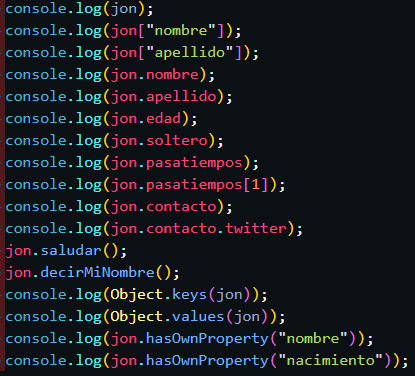 console.log(jon);
console.log(jon["nombre"]);
console.log(jon["apellido"]);
console.log(jon.nombre);
console.log(jon.apellido);
console.log(jon.edad);
console.log(jon.soltero);
console.log(jon.pasatiempos);
console.log(jon.pasatiempos[1]);
console.log(jon.contacto);
console.log(jon.contacto.twitter);
jon.saludar();
jon.decirMiNombre();
console.log(Object.keys(jon));
console.log(Object.values(jon));
console.log(jon.hasOwnProperty("nombre"));
console.log(jon.hasOwnProperty("nacimiento"));